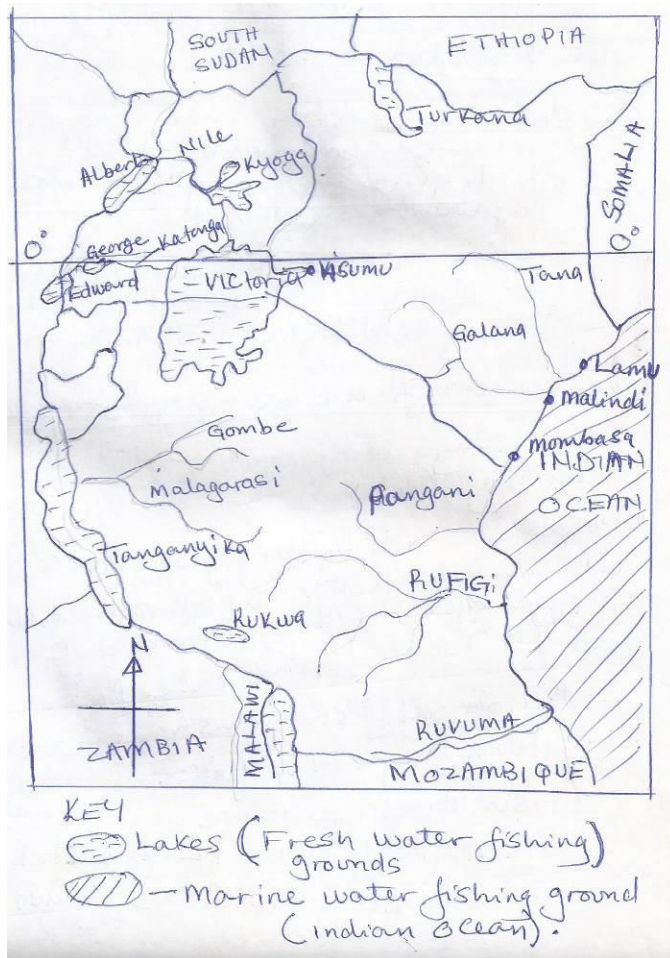 SOUTH
SUDAN
ETHIOPIA
Turkana
SOMALIA
Albert
Nile
Kyoga
0°
George
Katonga
0°
Edward
VICtoria
KISUMU
Tana
Galana
Lamu
Malindi
Mombasa
INDIAN
OCEAN
Gombe
Malagarasi
Pangani
Tanganyika
RUFIGI
RUKWA
N
ZAMBIA
MALAWI
RUVUMA
MOZAMBIQUE
KEY
Lakes (Fresh water fishing)
grounds
- Marine water fishing ground
(Indian Ocean).